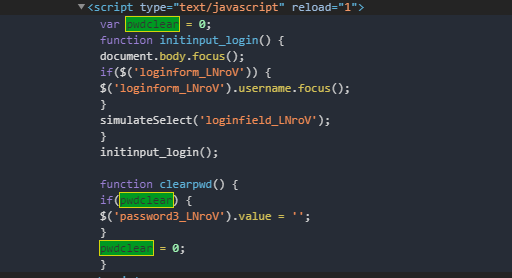 <script type="text/javascript" reload="1">
var pwdclear = 0;
function initinput_login() {
document.body.focus();
if($('loginform_LNroV')) {
$('loginform_LNroV').username.focus();
}
simulateSelect('loginfield_LNroV');
}
initinput_login();
function clearpwd() {
if(pwdclear) {
$('password3_LNroV').value = '';
}
pwdclear = 0;
}